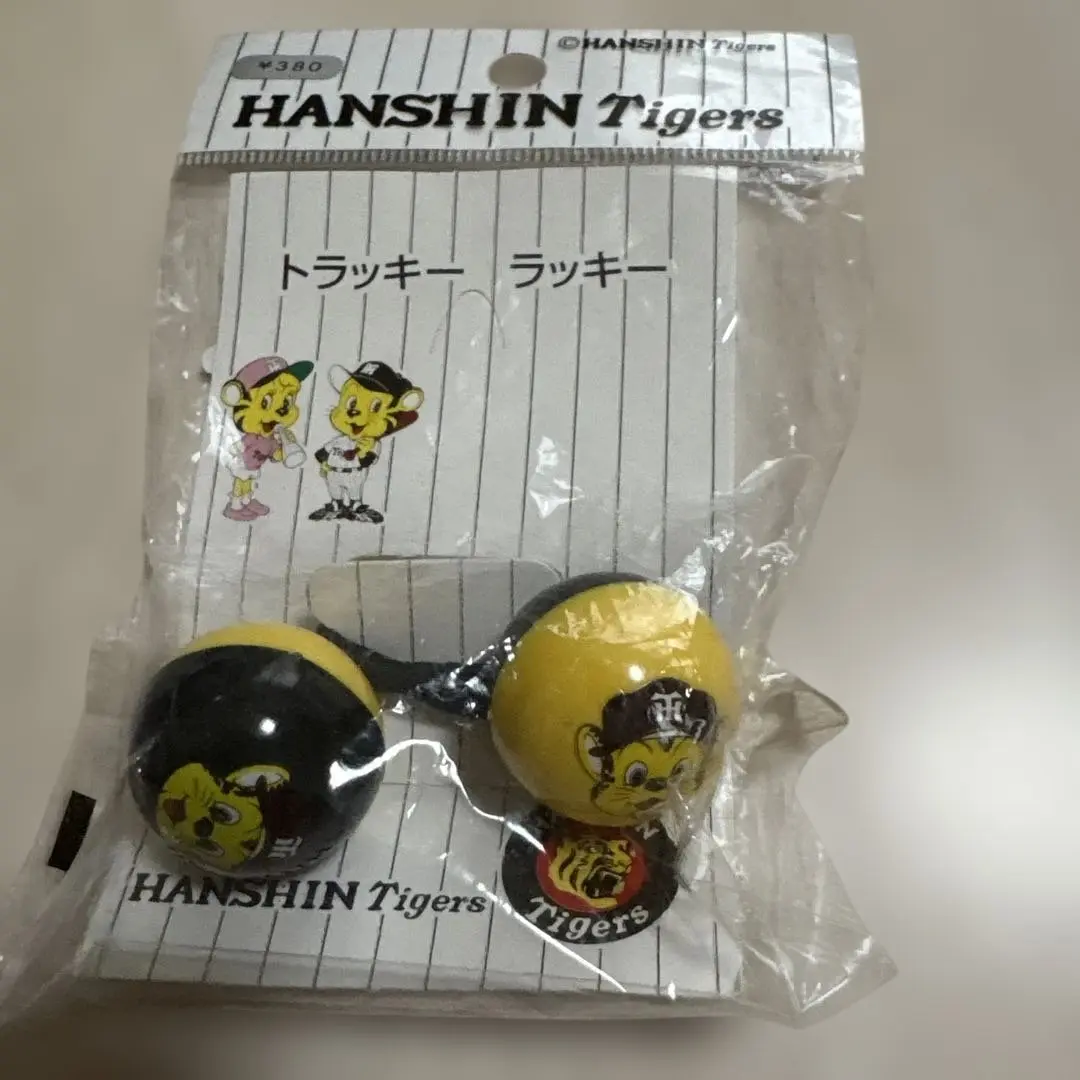 ©HANSHIN Tigers
¥380
HANSHIN Tigers
トラッキー ラッキー
HANSHIN Tigers
Tigers